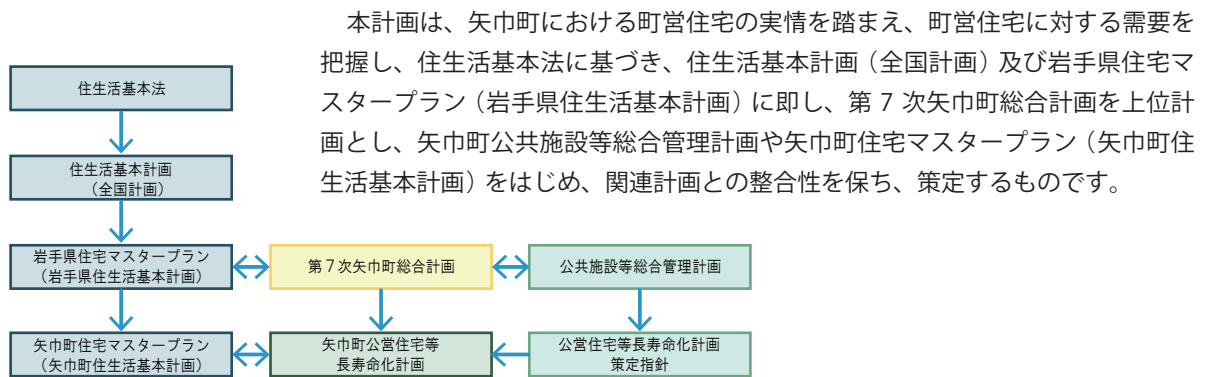 本計画は、矢巾町における町営住宅の実情を踏まえ、町営住宅に対する需要を
把握し、住生活基本法に基づき、住生活基本計画（全国計画）及び岩手県住宅マ
スタープラン（岩手県住生活基本計画）に即し、第 7 次矢巾町総合計画を上位計
画とし、矢巾町公共施設等総合管理計画や矢巾町住宅マスタープラン（矢巾町住
生活基本計画）をはじめ、関連計画との整合性を保ち、策定するものです。
住生活基本法
住生活基本計画
（全国計画）
岩手県住宅マスタープラン
（岩手県住生活基本計画）
第７次矢巾町総合計画
公共施設等総合管理計画
矢巾町住宅マスタープラン
（矢巾町住生活基本計画）
矢巾町公営住宅等
長寿命化計画
公営住宅等長寿命化計画
策定指針